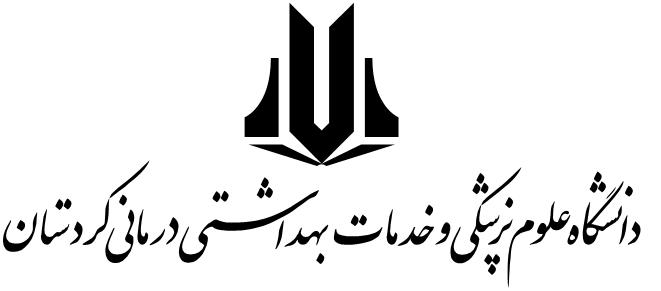 دانشگاه علوم پزشکی و خدمات بهداشتی درمانی کردستان